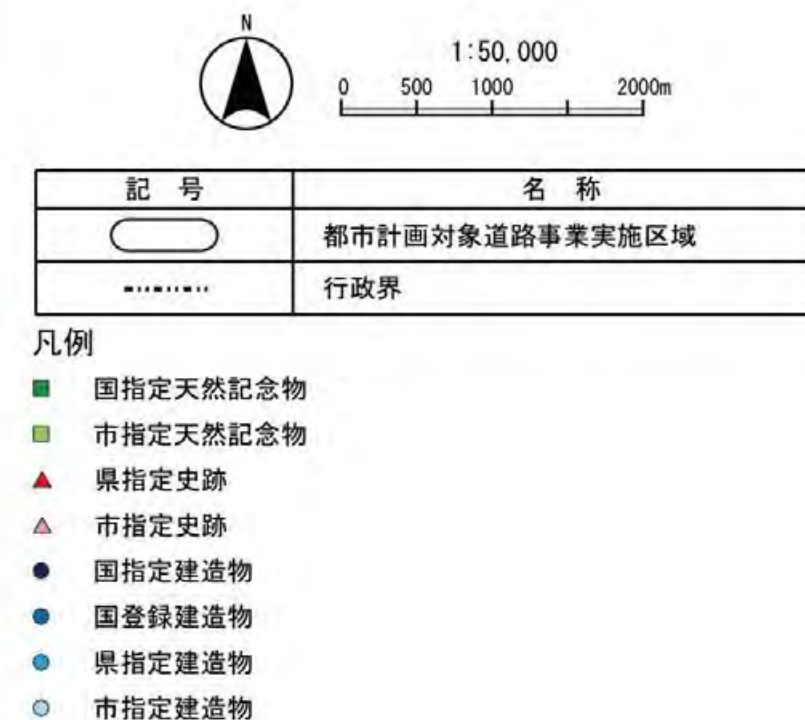 N
1:50,000
0 500 1000 2000m
記 号 名 称
都市計画対象道路事業実施区域
行政界
凡例
国指定天然記念物
市指定天然記念物
県指定史跡
市指定史跡
国指定建造物
国登録建造物
県指定建造物
市指定建造物